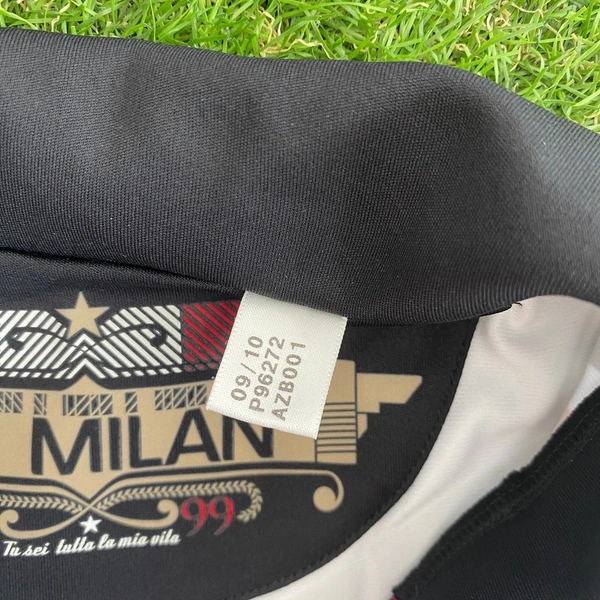 09/10
P96272
AZB001
MILAN
99
Tu sei tutta la mia vita